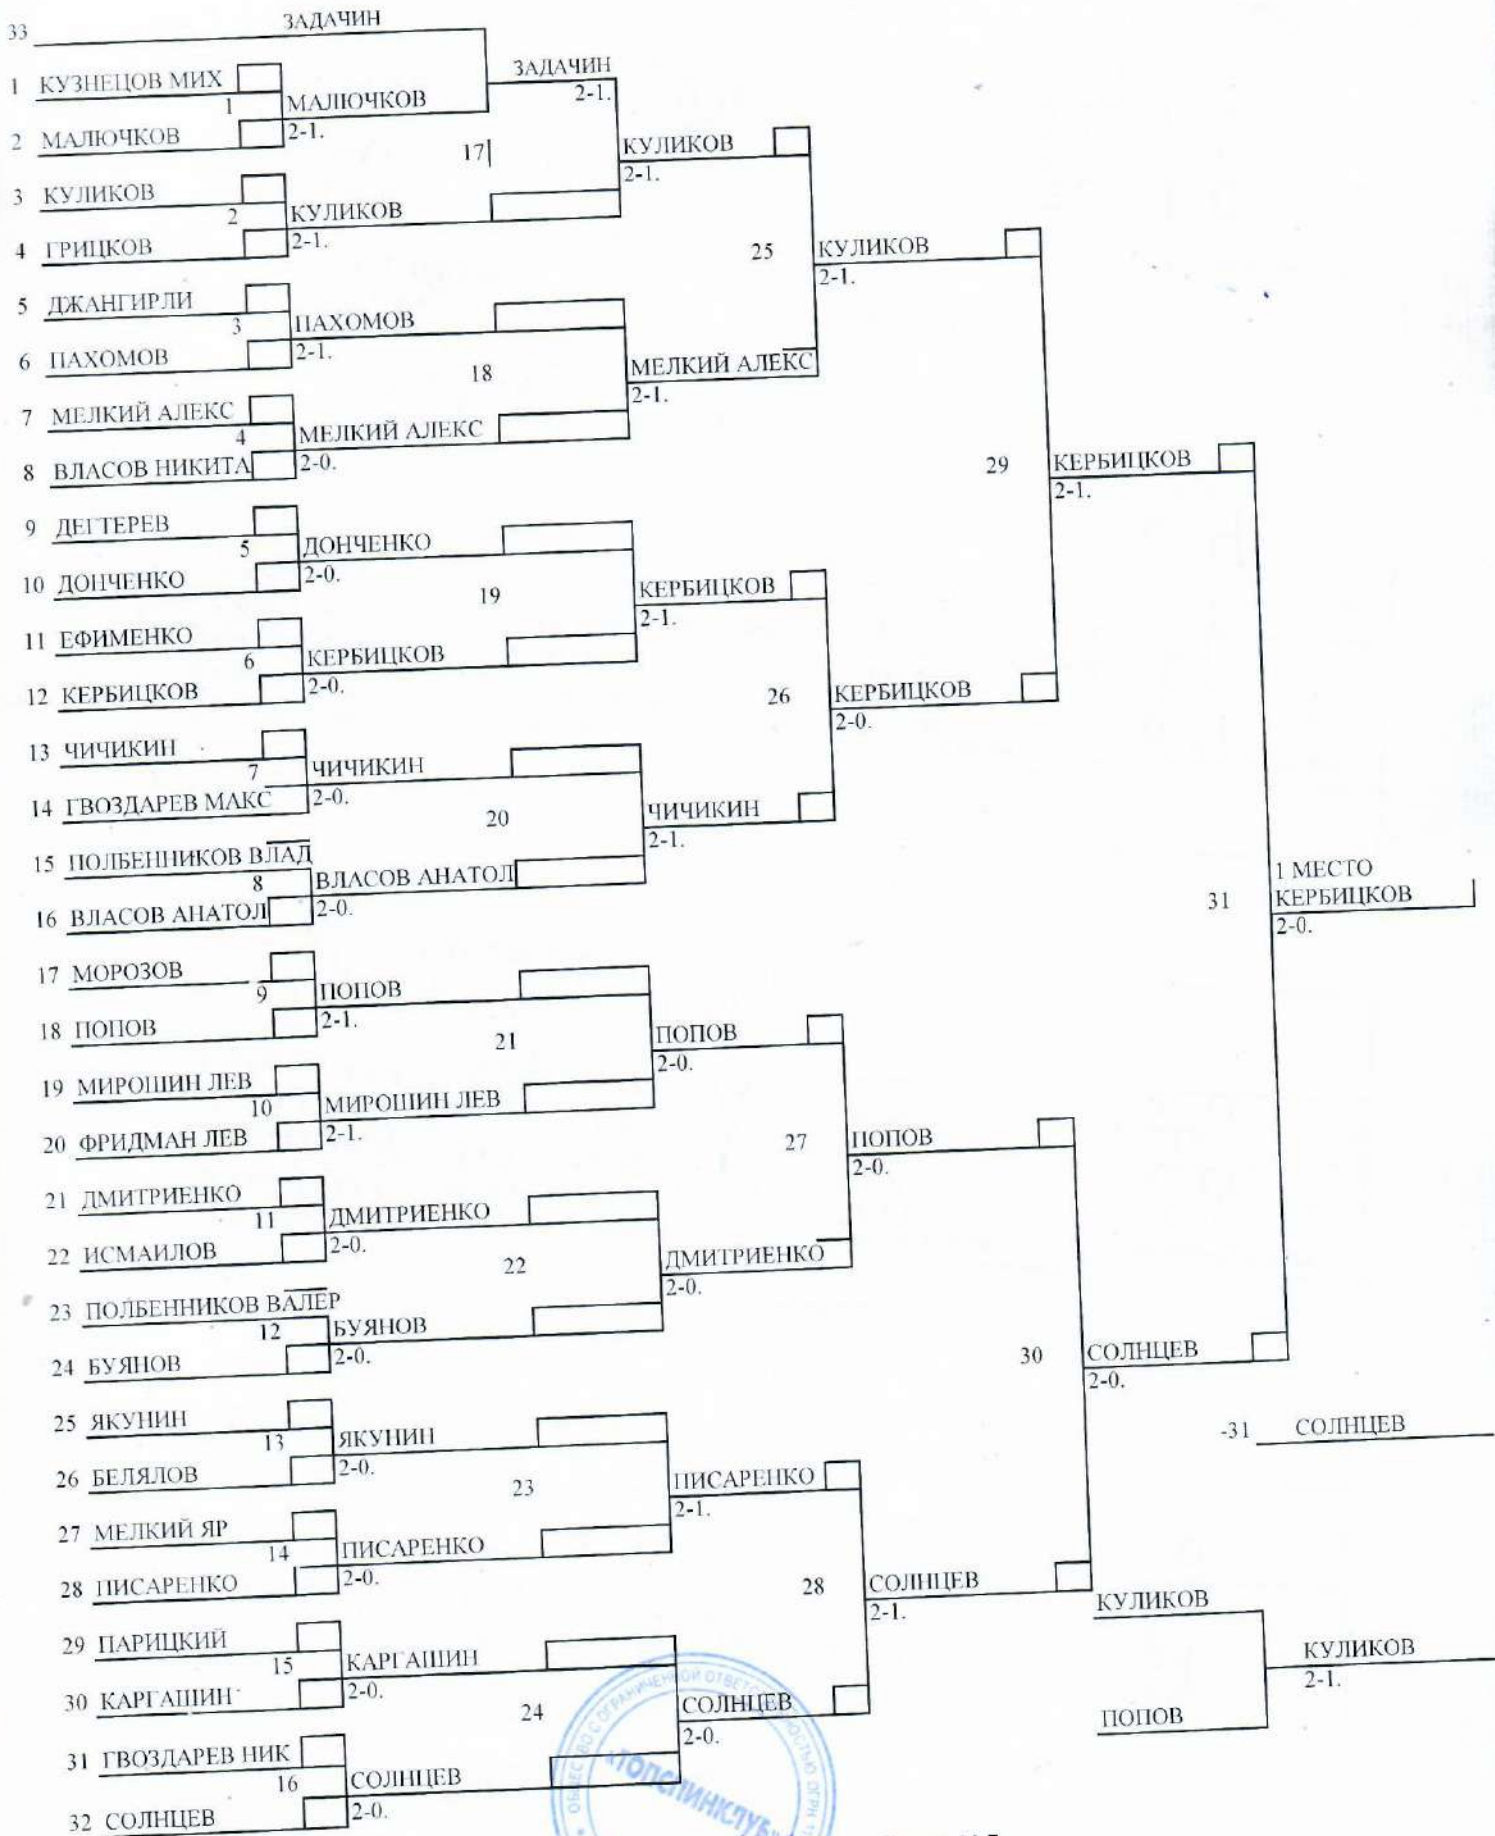 33 ЗАДАЧИН
1 КУЗНЕЦОВ МИХ
1
2 МАЛЮЧКОВ
МАЛЮЧКОВ
2-1.
ЗАДАЧИН
2-1.
17
3 КУЛИКОВ
2
4 ГРИЦКОВ
КУЛИКОВ
2-1.
КУЛИКОВ
2-1.
5 ДЖАНГИРЛИ
3
6 ПАХОМОВ
ПАХОМОВ
2-1.
18
7 МЕЛКИЙ АЛЕКС
4
8 ВЛАСОВ НИКИТА
МЕЛКИЙ АЛЕКС
2-0.
МЕЛКИЙ АЛЕКС
2-1.
25
КУЛИКОВ
2-1.
9 ДЕГТЕРЕВ
5
10 ДОНЧЕНКО
ДОНЧЕНКО
2-0.
19
11 ЕФИМЕНКО
6
12 КЕРБИЦКОВ
КЕРБИЦКОВ
2-0.
КЕРБИЦКОВ
2-1.
13 ЧИЧИКИН
7
14 ГВОЗДАРЕВ МАКС
ЧИЧИКИН
2-0.
20
15 ПОЛБЕННИКОВ ВЛАД
8
16 ВЛАСОВ АНАТОЛ
ВЛАСОВ АНАТОЛ
2-0.
ЧИЧИКИН
2-1.
26
КЕРБИЦКОВ
2-0.
29
КЕРБИЦКОВ
2-1.
17 МОРОЗОВ
9
18 ПОПОВ
ПОПОВ
2-1.
21
19 МИРОШИН ЛЕВ
10
20 ФРИДМАН ЛЕВ
МИРОШИН ЛЕВ
2-1.
ПОПОВ
2-0.
21 ДМИТРИЕНКО
11
22 ИСМАИЛОВ
ДМИТРИЕНКО
2-0.
22
23 ПОЛБЕННИКОВ ВАЛЕР
12
24 БУЯНОВ
БУЯНОВ
2-0.
ДМИТРИЕНКО
2-0.
27
ПОПОВ
2-0.
25 ЯКУНИН
13
26 БЕЛЯЛОВ
ЯКУНИН
2-0.
23
27 МЕЛКИЙ ЯР
14
28 ПИСАРЕНКО
ПИСАРЕНКО
2-0.
ПИСАРЕНКО
2-1.
29 ПАРИЦКИЙ
15
30 КАРГАШИН
КАРГАШИН
2-0.
24
31 ГВОЗДАРЕВ НИК
16
32 СОЛНЦЕВ
СОЛНЦЕВ
2-0.
СОЛНЦЕВ
2-0.
28
СОЛНЦЕВ
2-1.
30
СОЛНЦЕВ
2-0.
31
1 МЕСТО
КЕРБИЦКОВ
2-0.
-31 СОЛНЦЕВ
КУЛИКОВ
ПОПОВ
КУЛИКОВ
2-1.
ОБЩЕСТВО С ОГРАНИЧЕННОЙ ОТВЕТСТВЕННОСТЬЮ ОГРН
"ТОПСПИНКЛУБ"